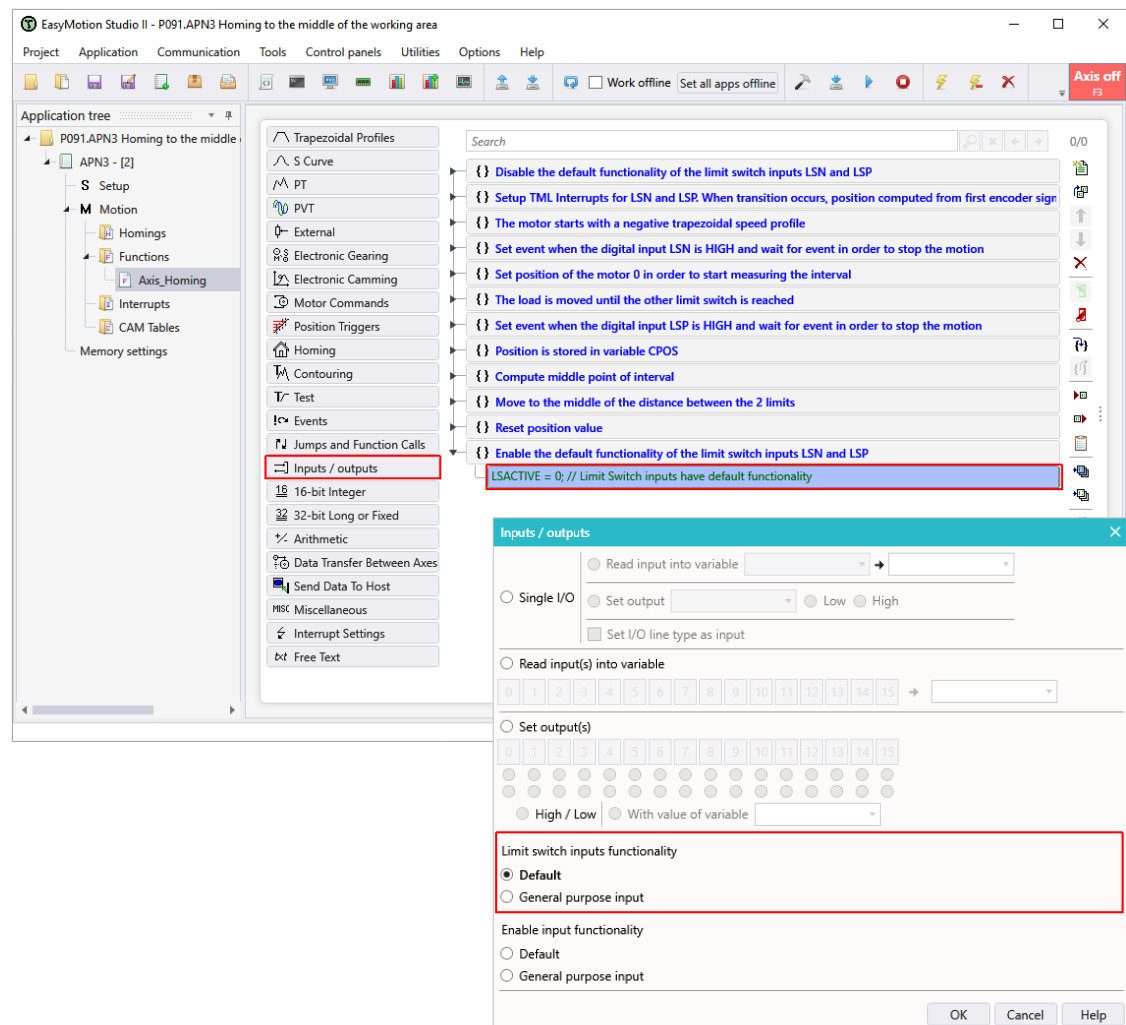 EasyMotion Studio II - P091.APN3 Homing to the middle of the working area
Project Application Communication Tools Control panels Utilities Options Help
Work offline Set all apps offline Axis off
F3
Application tree
P091.APN3 Homing to the middle
APN3 - [2]
S Setup
M Motion
Homings
Functions
Axis_Homing
Interrupts
CAM Tables
Memory settings
Trapezoidal Profiles
S Curve
PT
PVT
External
Electronic Gearing
Electronic Camming
Motor Commands
Position Triggers
Homing
Contouring
Test
Events
Jumps and Function Calls
Inputs / outputs
16 16-bit Integer
32 32-bit Long or Fixed
Arithmetic
Data Transfer Between Axes
Send Data To Host
MISC Miscellaneous
Interrupt Settings
txt Free Text
Search 0/0
{} Disable the default functionality of the limit switch inputs LSN and LSP
{} Setup TML Interrupts for LSN and LSP. When transition occurs, position computed from first encoder sign
{} The motor starts with a negative trapezoidal speed profile
{} Set event when the digital input LSN is HIGH and wait for event in order to stop the motion
{} Set position of the motor 0 in order to start measuring the interval
{} The load is moved until the other limit switch is reached
{} Set event when the digital input LSP is HIGH and wait for event in order to stop the motion
{} Position is stored in variable CPOS
{} Compute middle point of interval
{} Move to the middle of the distance between the 2 limits
{} Reset position value
{} Enable the default functionality of the limit switch inputs LSN and LSP
LSACTIVE = 0; // Limit Switch inputs have default functionality
Inputs / outputs
Read input into variable
Single I/O
Set output Low High
Set I/O line type as input
Read input(s) into variable
0 1 2 3 4 5 6 7 8 9 10 11 12 13 14 15
Set output(s)
0 1 2 3 4 5 6 7 8 9 10 11 12 13 14 15
High / Low With value of variable
Limit switch inputs functionality
Default
General purpose input
Enable input functionality
Default
General purpose input
OK Cancel Help